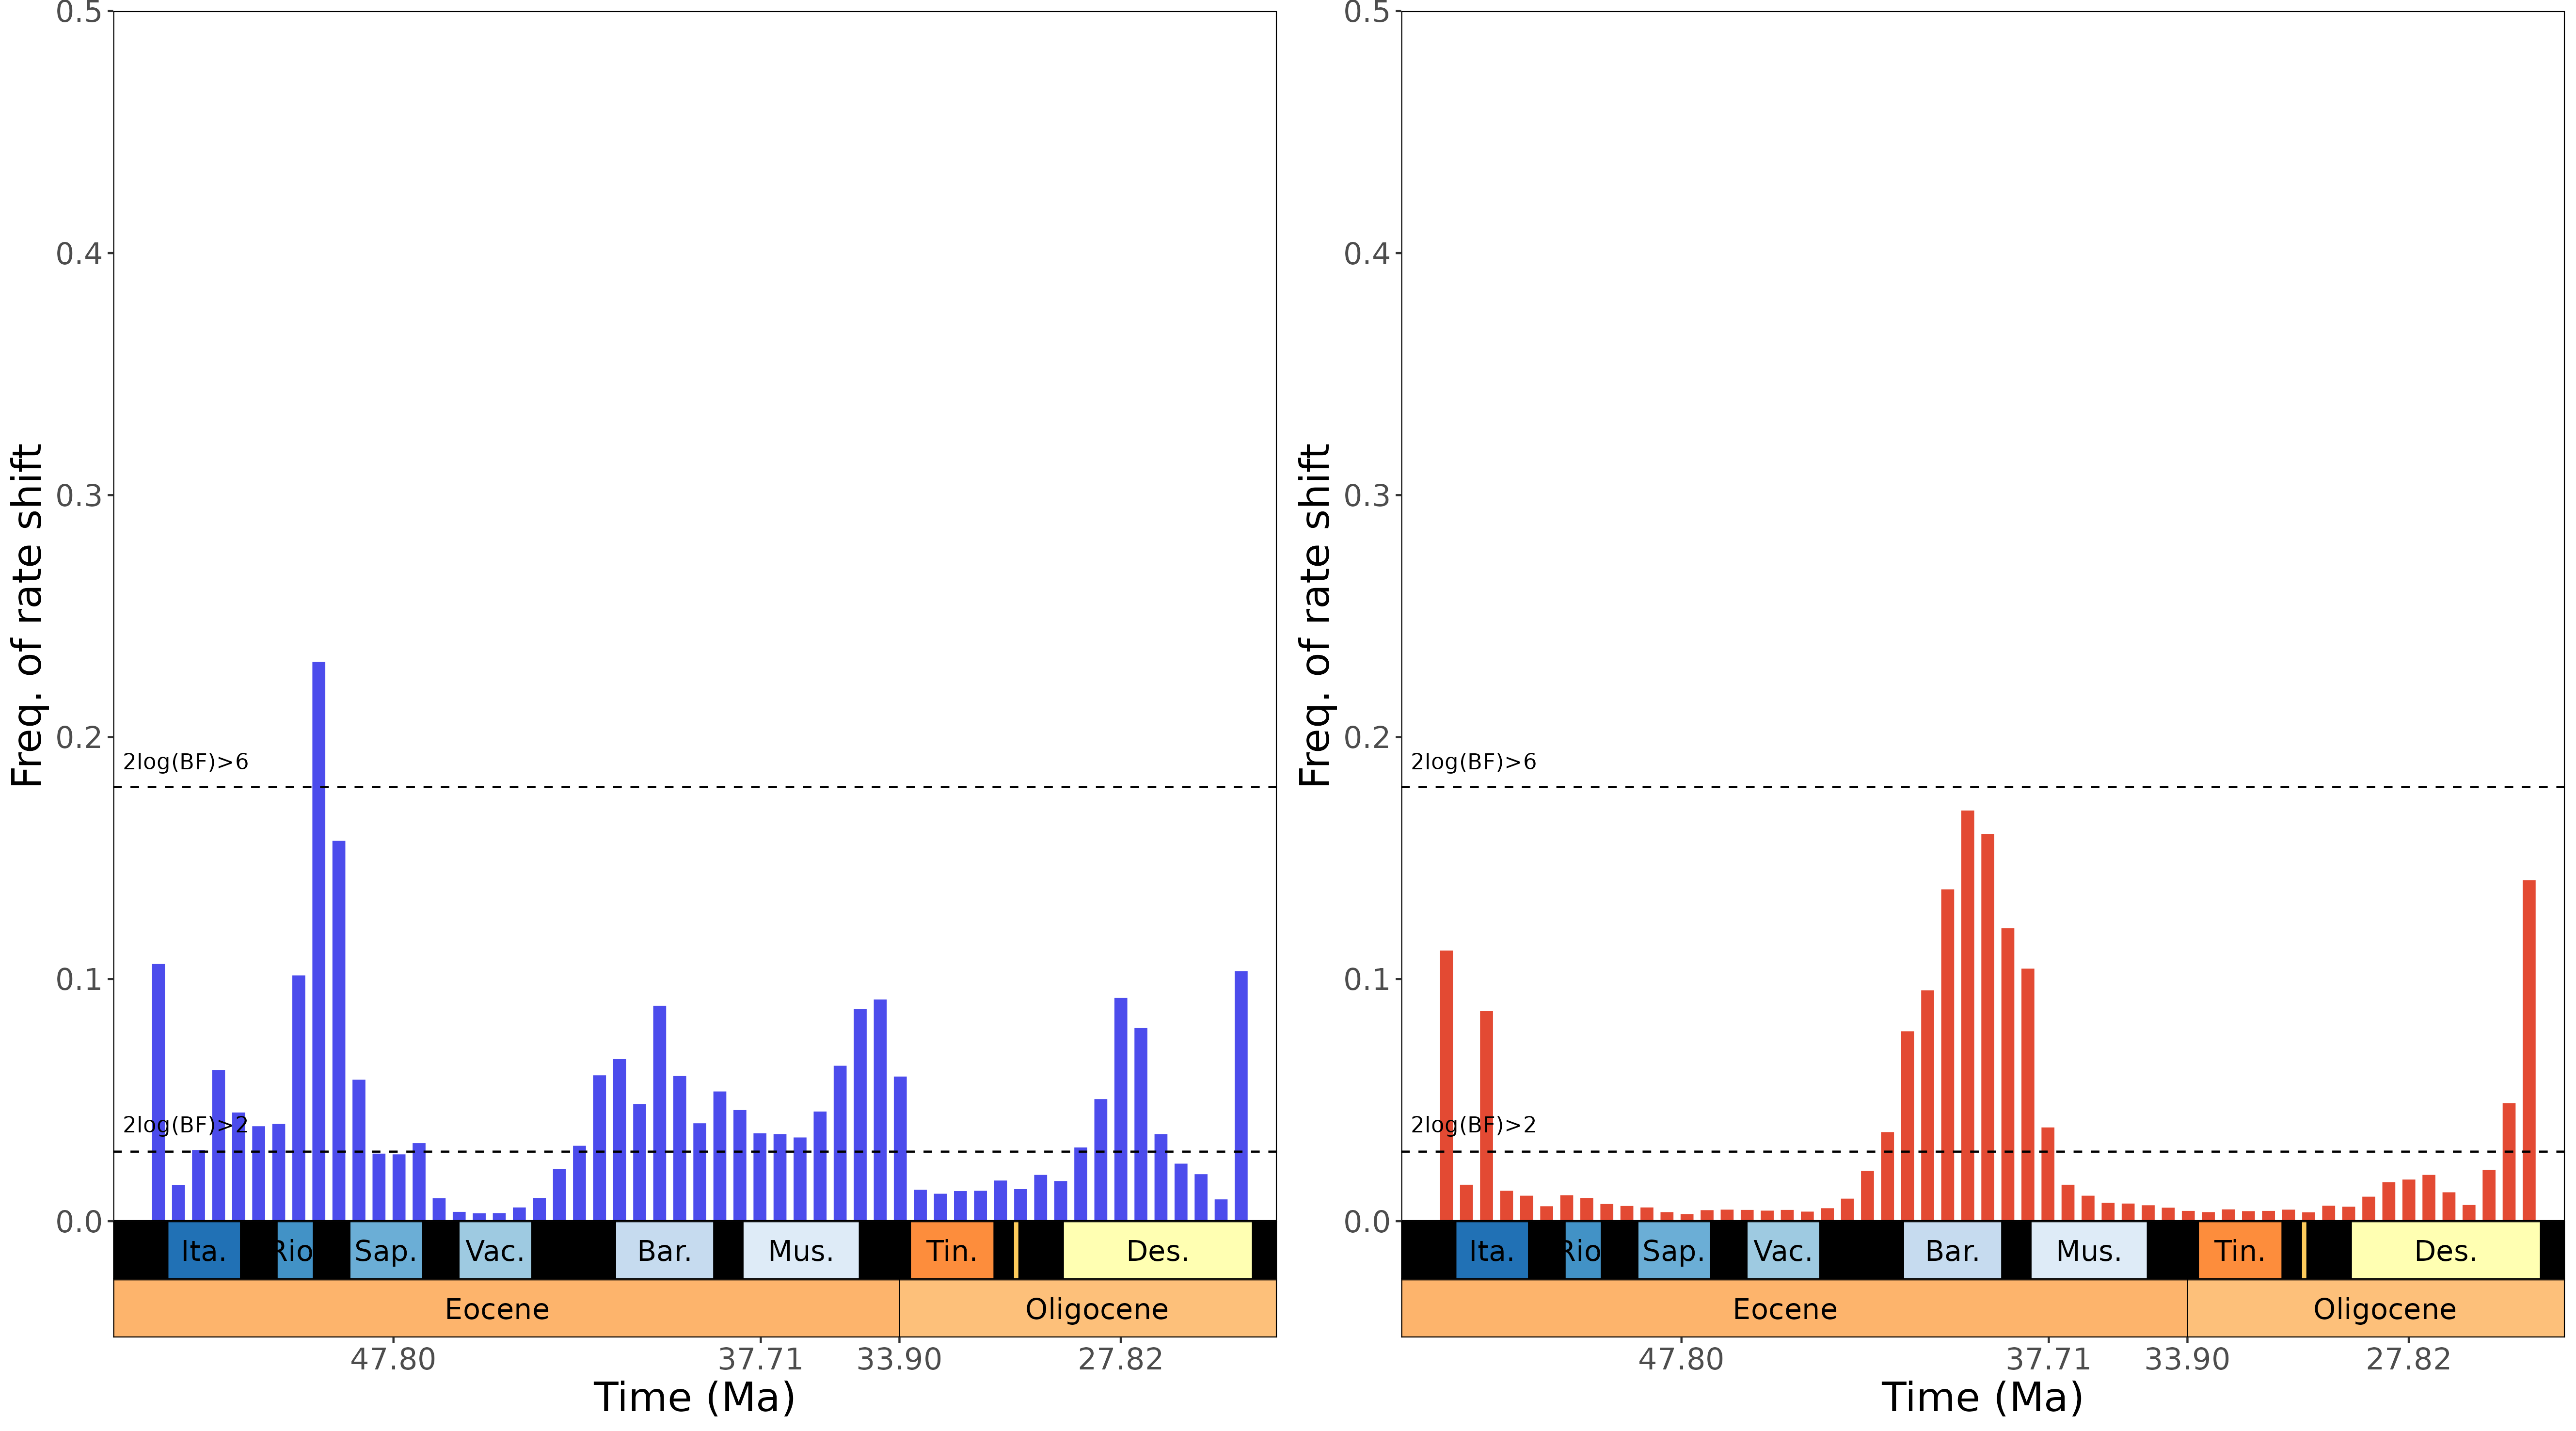 0.5
0.4
0.3
0.2
0.1
0.0
Freq. of rate shift
2log(BF)>6
2log(BF)>2
Ita. Rio Sap. Vac. Bar. Mus. Tin. Des.
Eocene Oligocene
47.80 37.71 33.90 27.82
Time (Ma)
0.5
0.4
0.3
0.2
0.1
0.0
Freq. of rate shift
2log(BF)>6
2log(BF)>2
Ita. Rio Sap. Vac. Bar. Mus. Tin. Des.
Eocene Oligocene
47.80 37.71 33.90 27.82
Time (Ma)